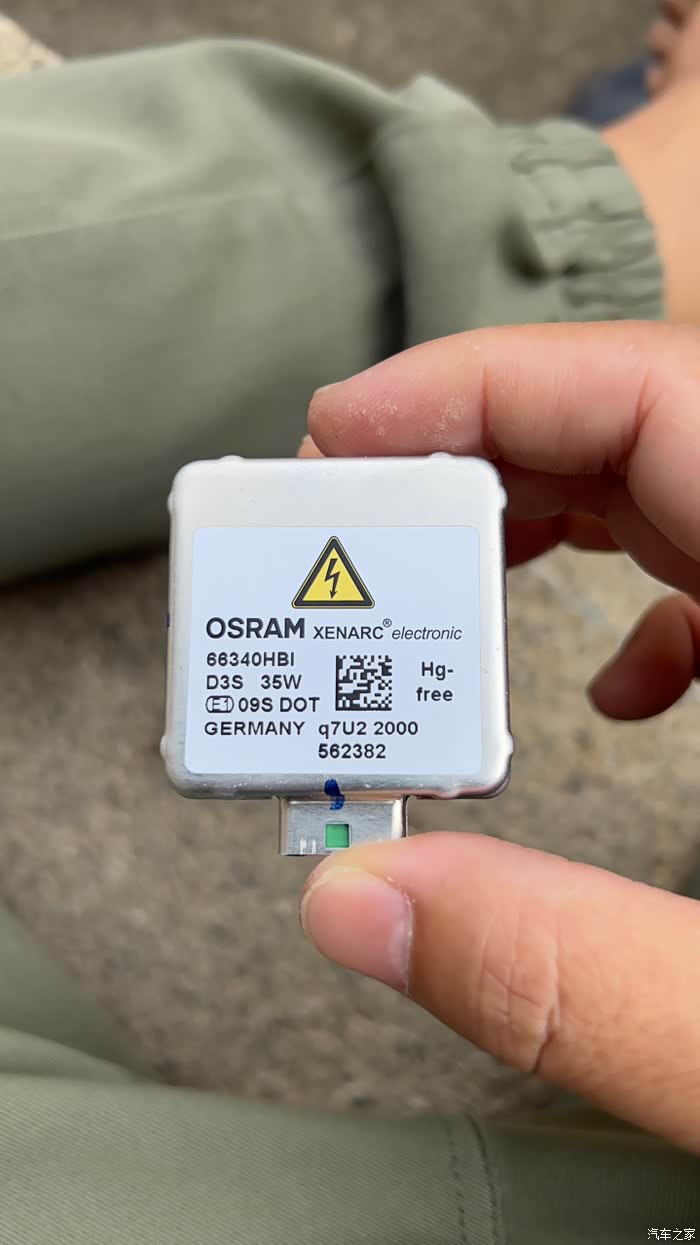 OSRAM XENARC® electronic
66340HBI
D3S 35W
Hg-
free
E1 09S DOT
GERMANY q7U2 2000
562382
汽车之家